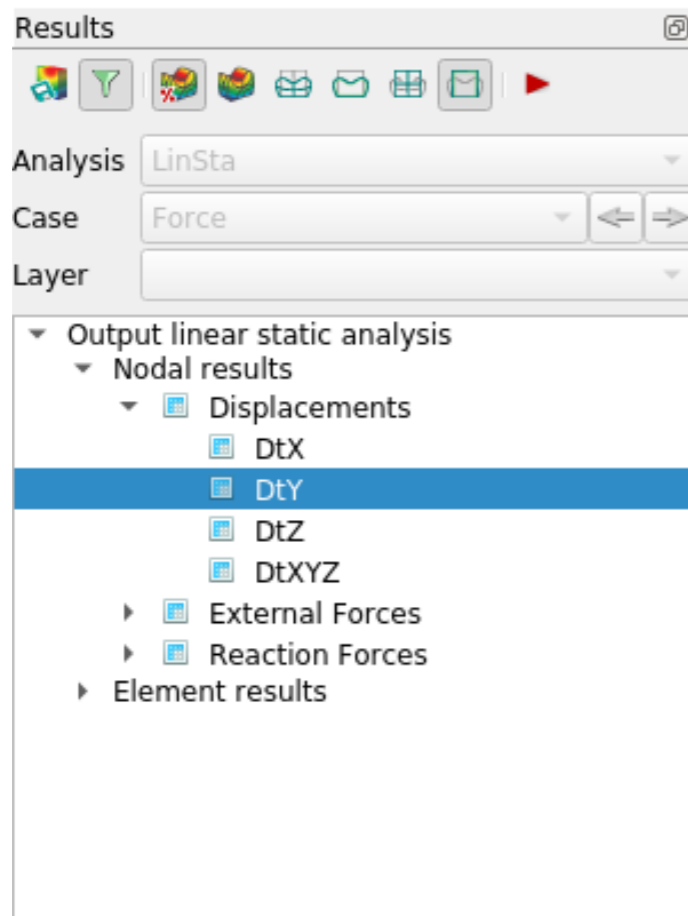 Results
Analysis LinSta
Case Force
Layer
Output linear static analysis
Nodal results
Displacements
DtX
DtY
DtZ
DtXYZ
External Forces
Reaction Forces
Element results